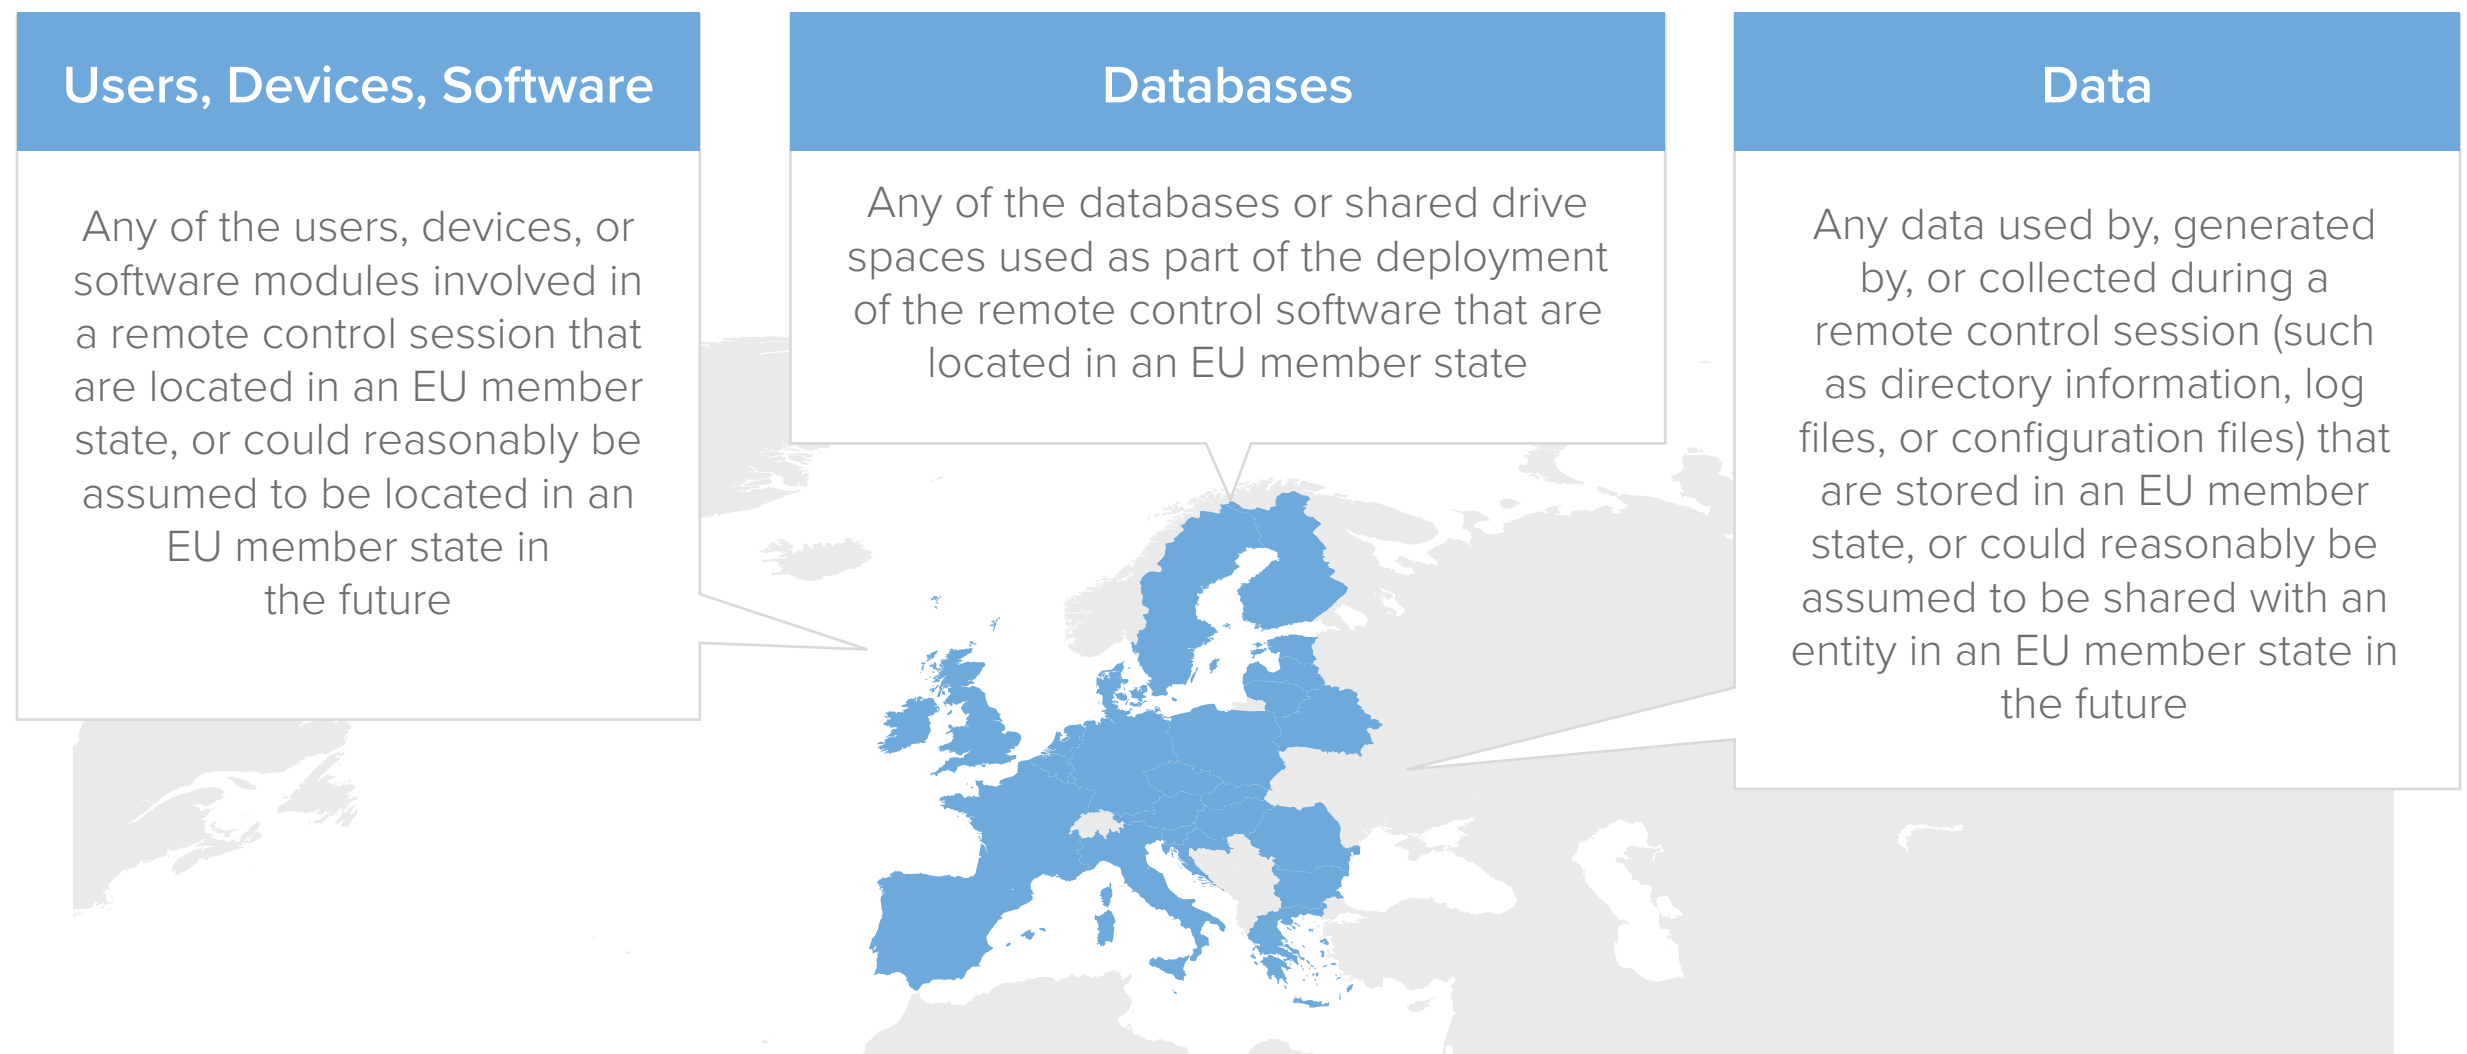 Users, Devices, Software
Any of the users, devices, or
software modules involved in
a remote control session that
are located in an EU member
state, or could reasonably be
assumed to be located in an
EU member state in
the future
Databases
Any of the databases or shared drive
spaces used as part of the deployment
of the remote control software that are
located in an EU member state
Data
Any data used by, generated
by, or collected during a
remote control session (such
as directory information, log
files, or configuration files) that
are stored in an EU member
state, or could reasonably be
assumed to be shared with an
entity in an EU member state in
the future